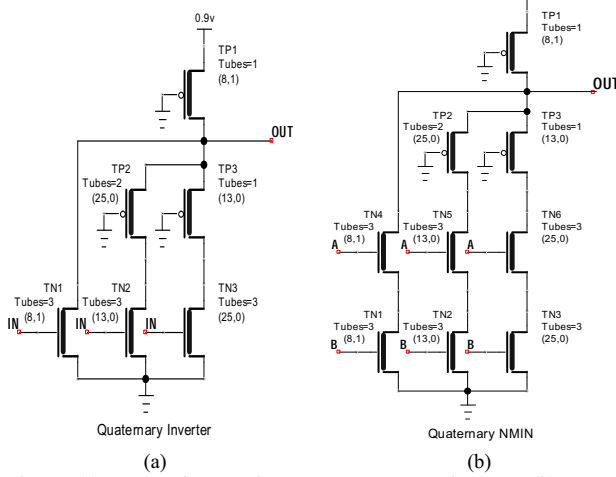 0.9v
TP1
Tubes=1
(8,1)
OUT
TP2
Tubes=2
(25,0)
TP3
Tubes=1
(13,0)
TN1
Tubes=3
(8,1)
IN
TN2
Tubes=3
(13,0)
IN
TN3
Tubes=3
(25,0)
IN
Quaternary Inverter
(a)
TP1
Tubes=1
(8,1)
OUT
TP2
Tubes=2
(25,0)
TP3
Tubes=1
(13,0)
TN4
Tubes=3
(8,1)
A
TN5
Tubes=3
(13,0)
A
TN6
Tubes=3
(25,0)
A
TN1
Tubes=3
(8,1)
B
TN2
Tubes=3
(13,0)
B
TN3
Tubes=3
(25,0)
B
Quaternary NMIN
(b)